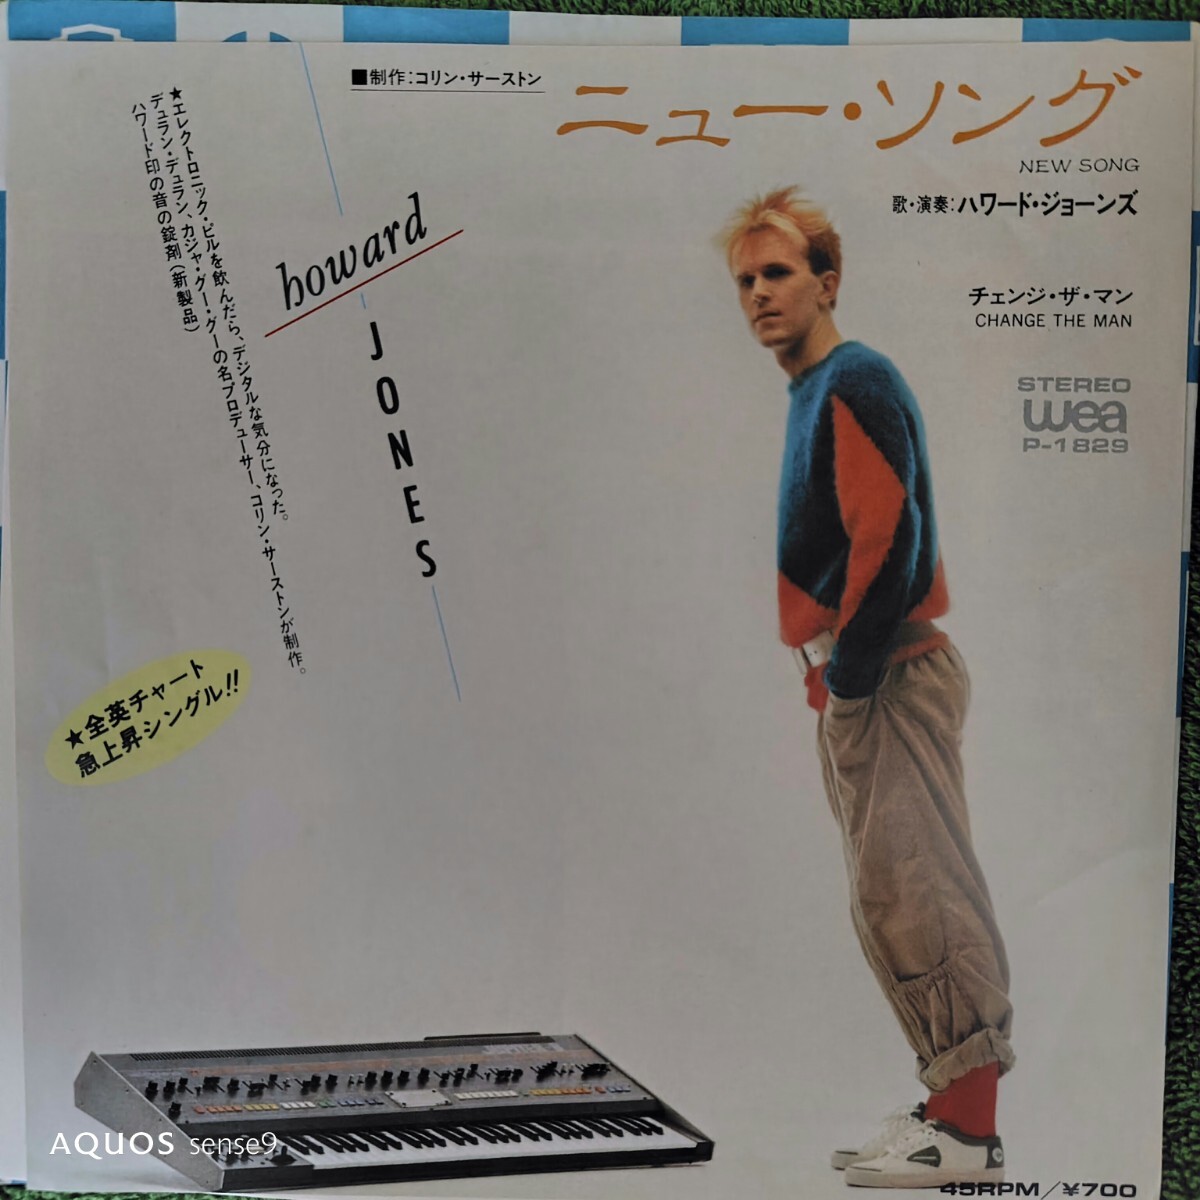 ■制作:コリン・サーストン
ニュー・ソング
NEW SONG
歌・演奏:ハワード・ジョーンズ
チェンジ・ザ・マン
CHANGE THE MAN
STEREO
wea
P-1829
howard
JONES
★エレクトロニック・ピルを飲んだら、デジタルな気分になった。
デュラン・デュラン、カジャ・グー・グーの名プロデューサー、コリン・サーストンが制作。
ハワード印の音の錠剤(新製品)
★全英チャート
急上昇シングル!!
AQUOS sense9
45RPM/¥700